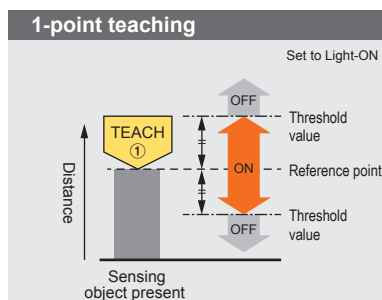 1-point teaching
Set to Light-ON
OFF
TEACH
①
Threshold
value
Distance
ON
Reference point
OFF
Threshold
value
Sensing
object present